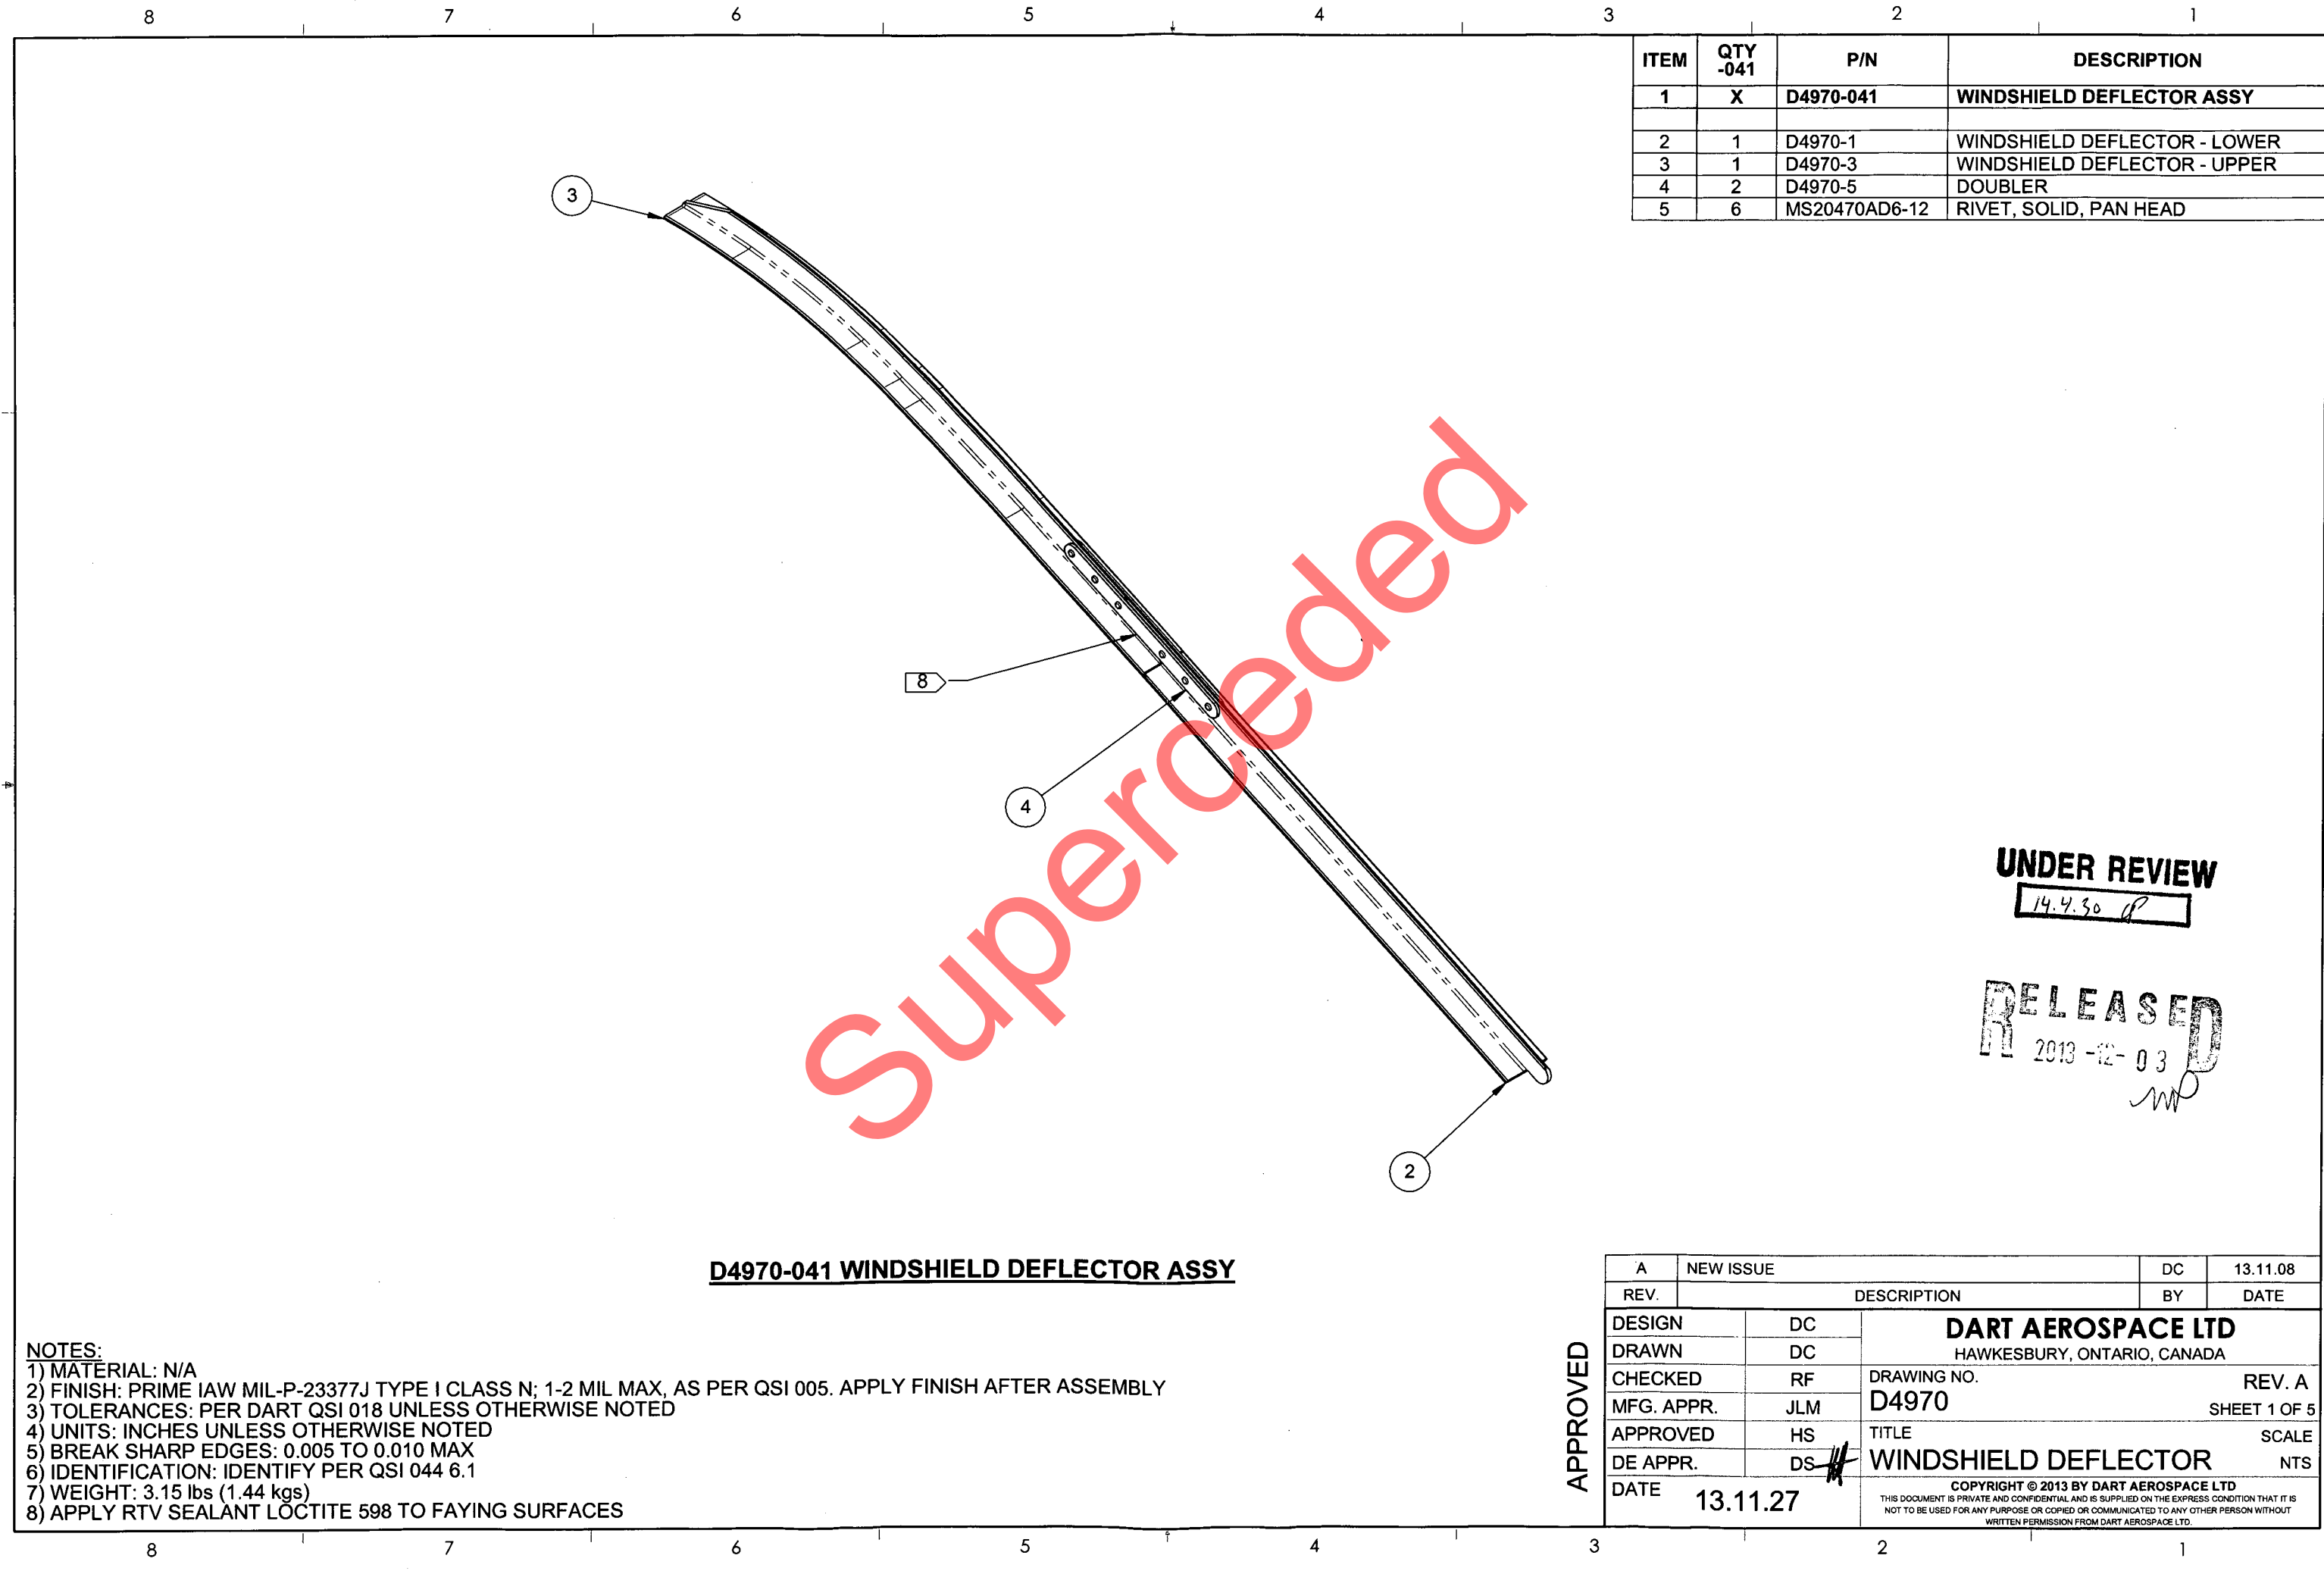 8 7 6 5 4 3 2 1
ITEM QTY -041 P/N DESCRIPTION
1 X D4970-041 WINDSHIELD DEFLECTOR ASSY
2 1 D4970-1 WINDSHIELD DEFLECTOR - LOWER
3 1 D4970-3 WINDSHIELD DEFLECTOR - UPPER
4 2 D4970-5 DOUBLER
5 6 MS20470AD6-12 RIVET, SOLID, PAN HEAD
3
8
4
2
Superceded
UNDER REVIEW
14.4.30
RELEASED
2013-12-03
D4970-041 WINDSHIELD DEFLECTOR ASSY
NOTES:
1) MATERIAL: N/A
2) FINISH: PRIME IAW MIL-P-23377J TYPE I CLASS N; 1-2 MIL MAX, AS PER QSI 005. APPLY FINISH AFTER ASSEMBLY
3) TOLERANCES: PER DART QSI 018 UNLESS OTHERWISE NOTED
4) UNITS: INCHES UNLESS OTHERWISE NOTED
5) BREAK SHARP EDGES: 0.005 TO 0.010 MAX
6) IDENTIFICATION: IDENTIFY PER QSI 044 6.1
7) WEIGHT: 3.15 lbs (1.44 kgs)
8) APPLY RTV SEALANT LOCTITE 598 TO FAYING SURFACES
APPROVED
A NEW ISSUE DC 13.11.08
REV. DESCRIPTION BY DATE
DESIGN DC
DRAWN DC
CHECKED RF
MFG. APPR. JLM
APPROVED HS
DE APPR. DS
DATE 13.11.27
DART AEROSPACE LTD
HAWKESBURY, ONTARIO, CANADA
DRAWING NO. REV. A
D4970 SHEET 1 OF 5
TITLE SCALE
WINDSHIELD DEFLECTOR NTS
COPYRIGHT © 2013 BY DART AEROSPACE LTD
THIS DOCUMENT IS PRIVATE AND CONFIDENTIAL AND IS SUPPLIED ON THE EXPRESS CONDITION THAT IT IS
NOT TO BE USED FOR ANY PURPOSE OR COPIED OR COMMUNICATED TO ANY OTHER PERSON WITHOUT
WRITTEN PERMISSION FROM DART AEROSPACE LTD.
8 7 6 5 4 3 2 1